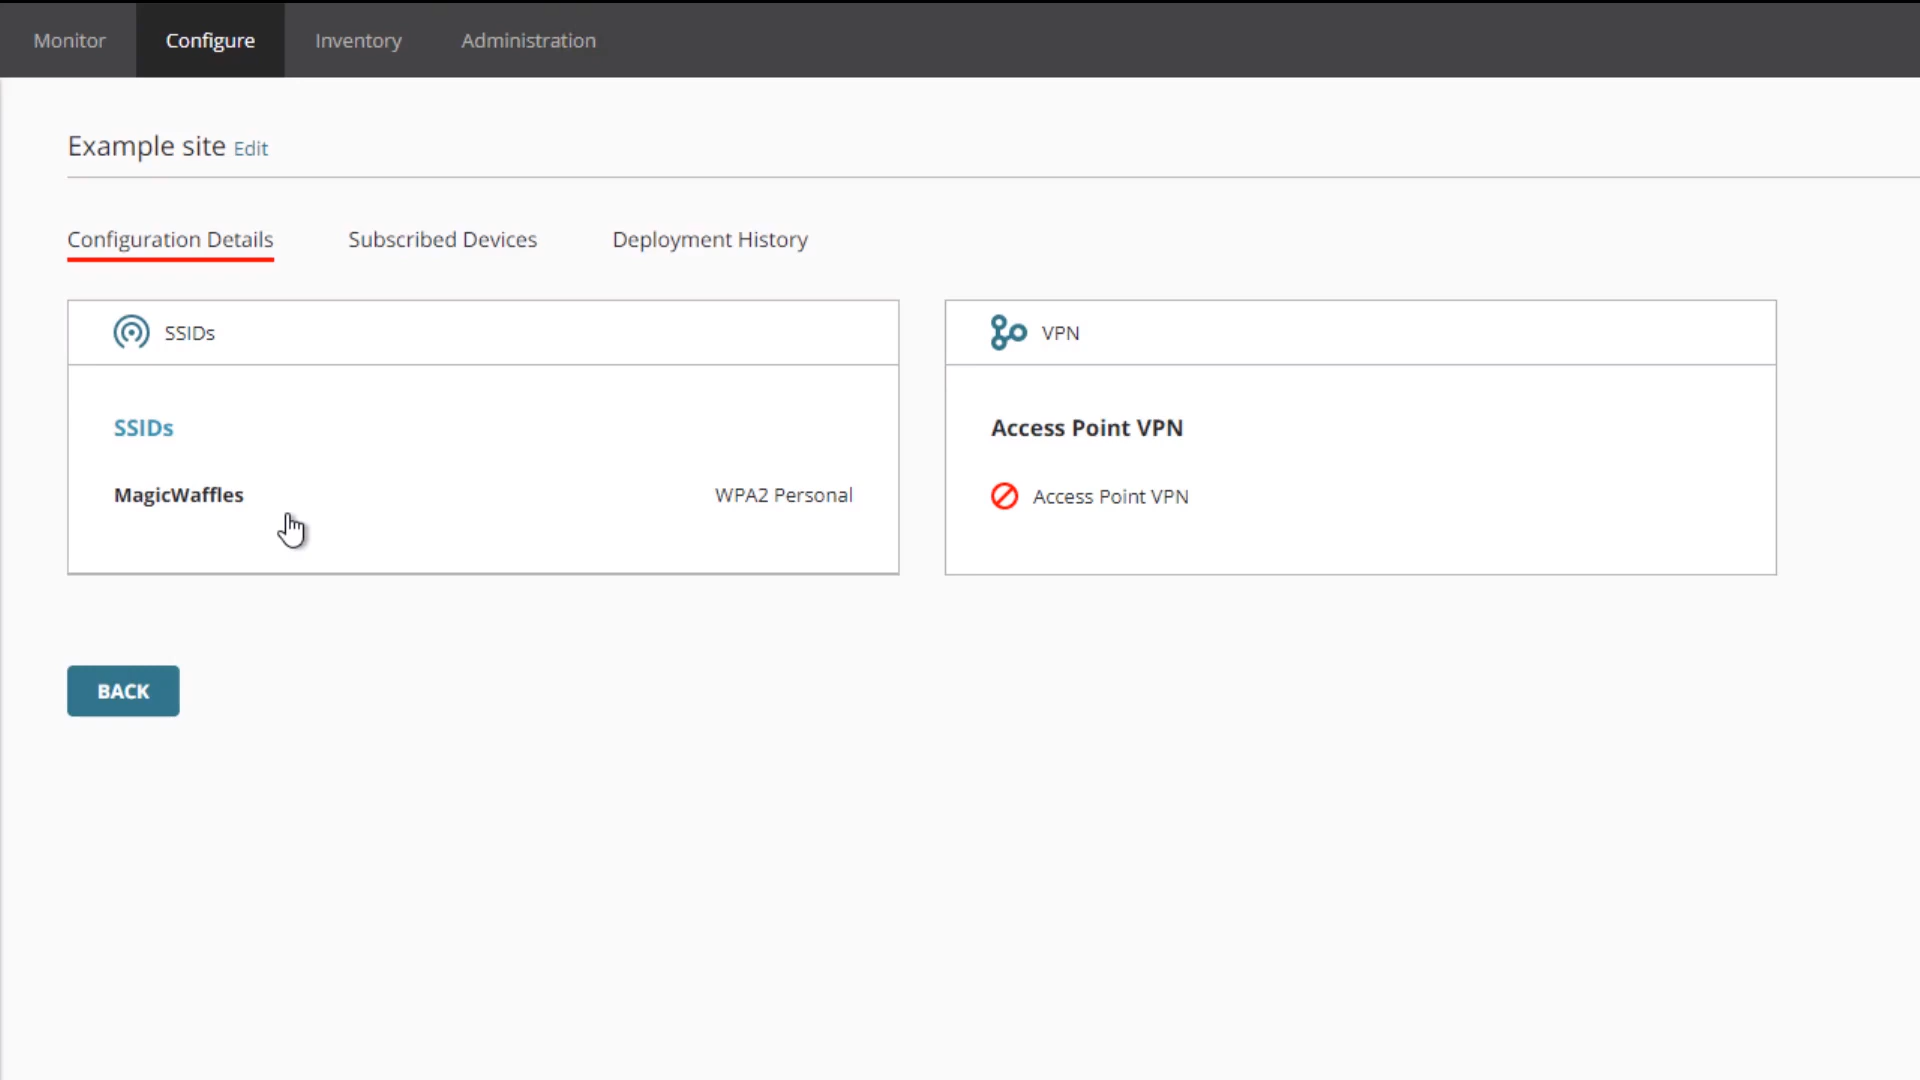 Monitor Configure Inventory Administration
Example site Edit
Configuration Details Subscribed Devices Deployment History
SSIDs
SSIDs
MagicWaffles WPA2 Personal
VPN
Access Point VPN
Access Point VPN
BACK